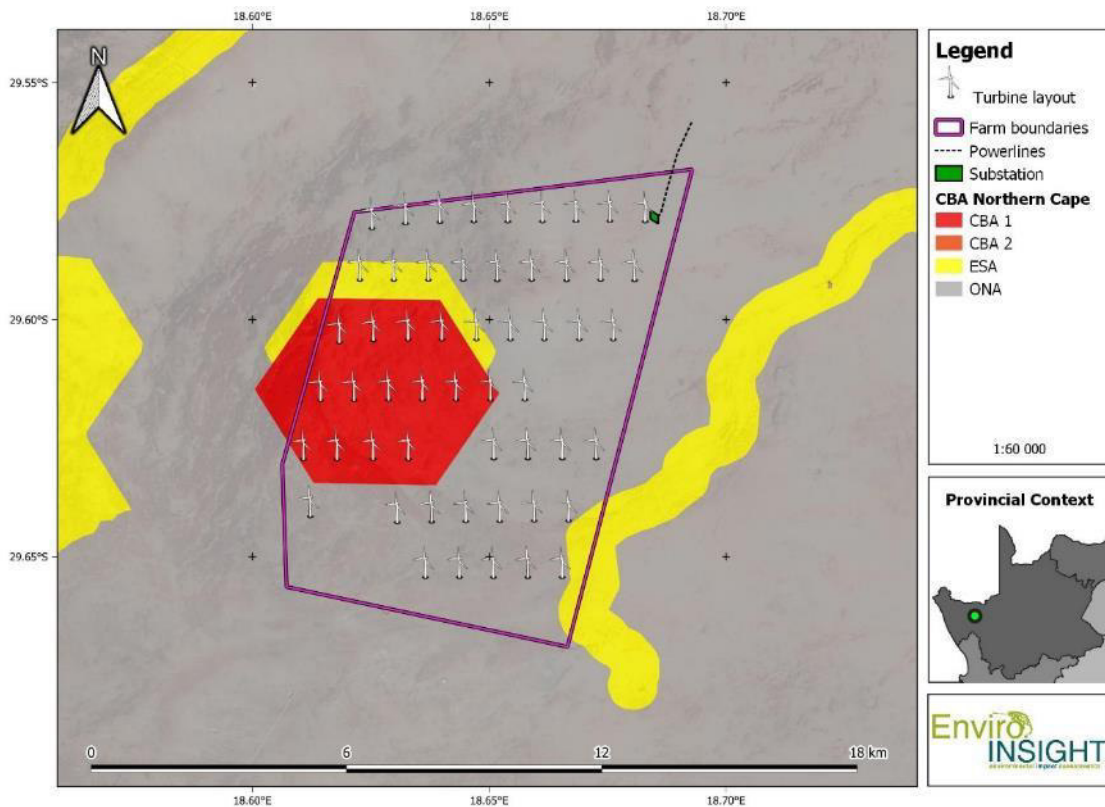 18.60°E
18.65°E
18.70°E
29.55°S
29.60°S
29.65°S
N
0
6
12
18 km
18.60°E
18.65°E
18.70°E
Legend
Turbine layout
Farm boundaries
Powerlines
Substation
CBA Northern Cape
CBA 1
CBA 2
ESA
ONA
1:60 000
Provincial Context
Enviro
INSIGHT